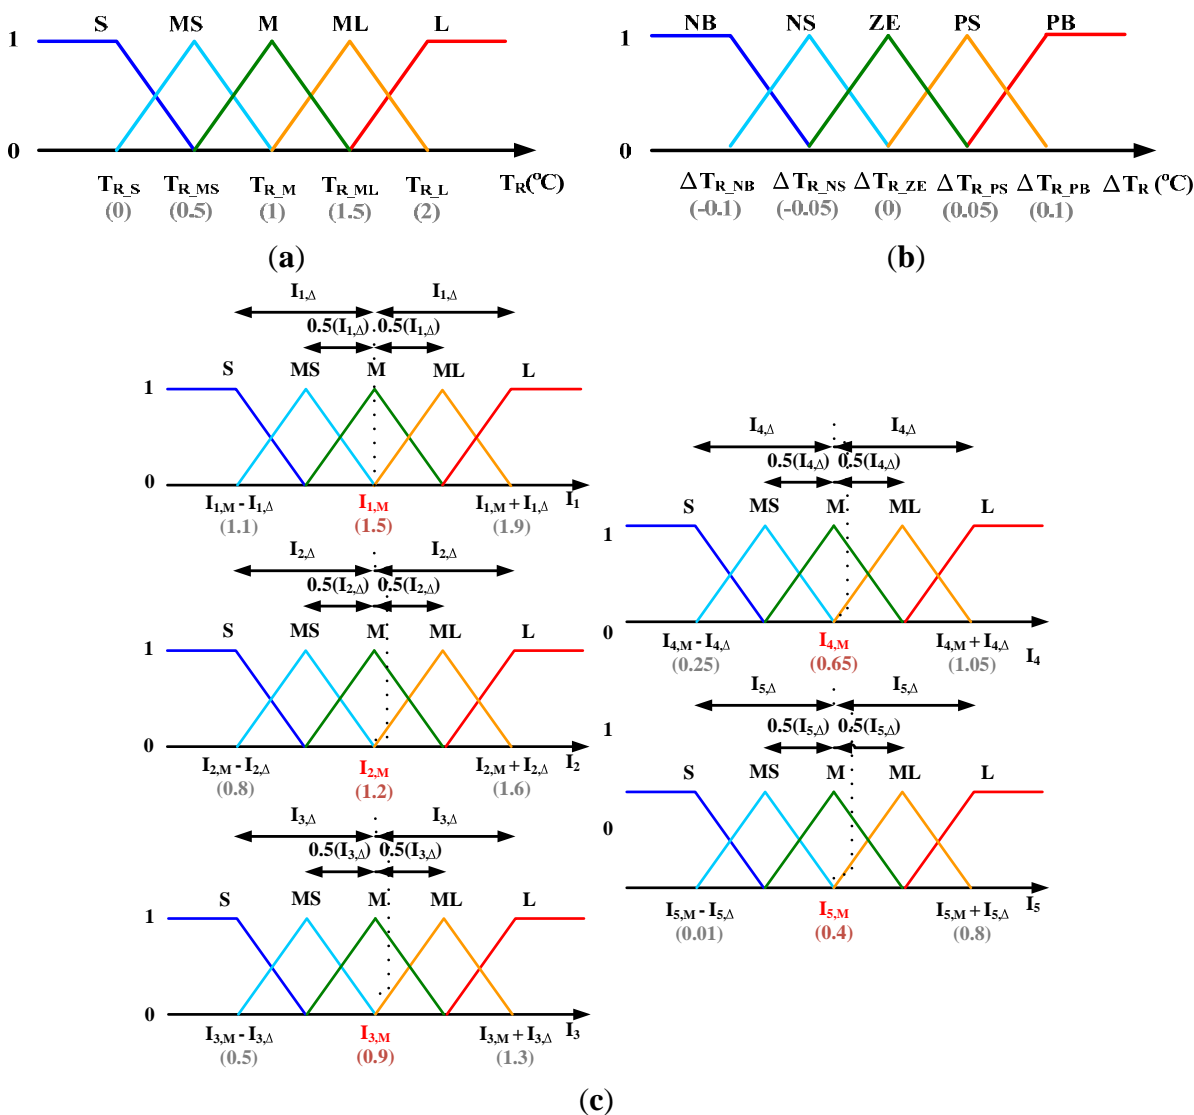 S MS M ML L
1
0
T_R_S T_R_MS T_R_M T_R_ML T_R_L T_R(ºC)
(0) (0.5) (1) (1.5) (2)
(a)
NB NS ZE PS PB
1
0
ΔT_R_NB ΔT_R_NS ΔT_R_ZE ΔT_R_PS ΔT_R_PB ΔT_R (ºC)
(-0.1) (-0.05) (0) (0.05) (0.1)
(b)
I1,Δ I1,Δ
0.5(I1,Δ) 0.5(I1,Δ)
S MS M ML L
1
0
I1,M - I1,Δ I1,M I1,M + I1,Δ I1
(1.1) (1.5) (1.9)
I2,Δ I2,Δ
0.5(I2,Δ) 0.5(I2,Δ)
S MS M ML L
1
0
I2,M - I2,Δ I2,M I2,M + I2,Δ I2
(0.8) (1.2) (1.6)
I3,Δ I3,Δ
0.5(I3,Δ) 0.5(I3,Δ)
S MS M ML L
1
0
I3,M - I3,Δ I3,M I3,M + I3,Δ I3
(0.5) (0.9) (1.3)
I4,Δ I4,Δ
0.5(I4,Δ) 0.5(I4,Δ)
S MS M ML L
1
0
I4,M - I4,Δ I4,M I4,M + I4,Δ I4
(0.25) (0.65) (1.05)
I5,Δ I5,Δ
1
0.5(I5,Δ) 0.5(I5,Δ)
S MS M ML L
0
I5,M - I5,Δ I5,M I5,M + I5,Δ I5
(0.01) (0.4) (0.8)
(c)